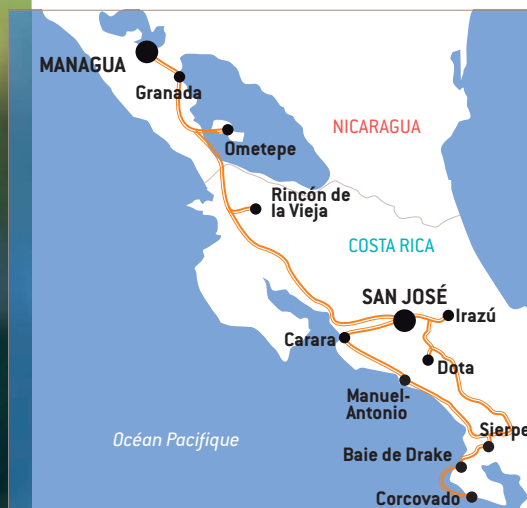 MANAGUA
Granada
NICARAGUA
Ometepe
Rincón de
la Vieja
COSTA RICA
SAN JOSÉ
Irazú
Carara
Dota
Manuel-
Antonio
Sierpe
Océan Pacifique
Baie de Drake
Corcovado